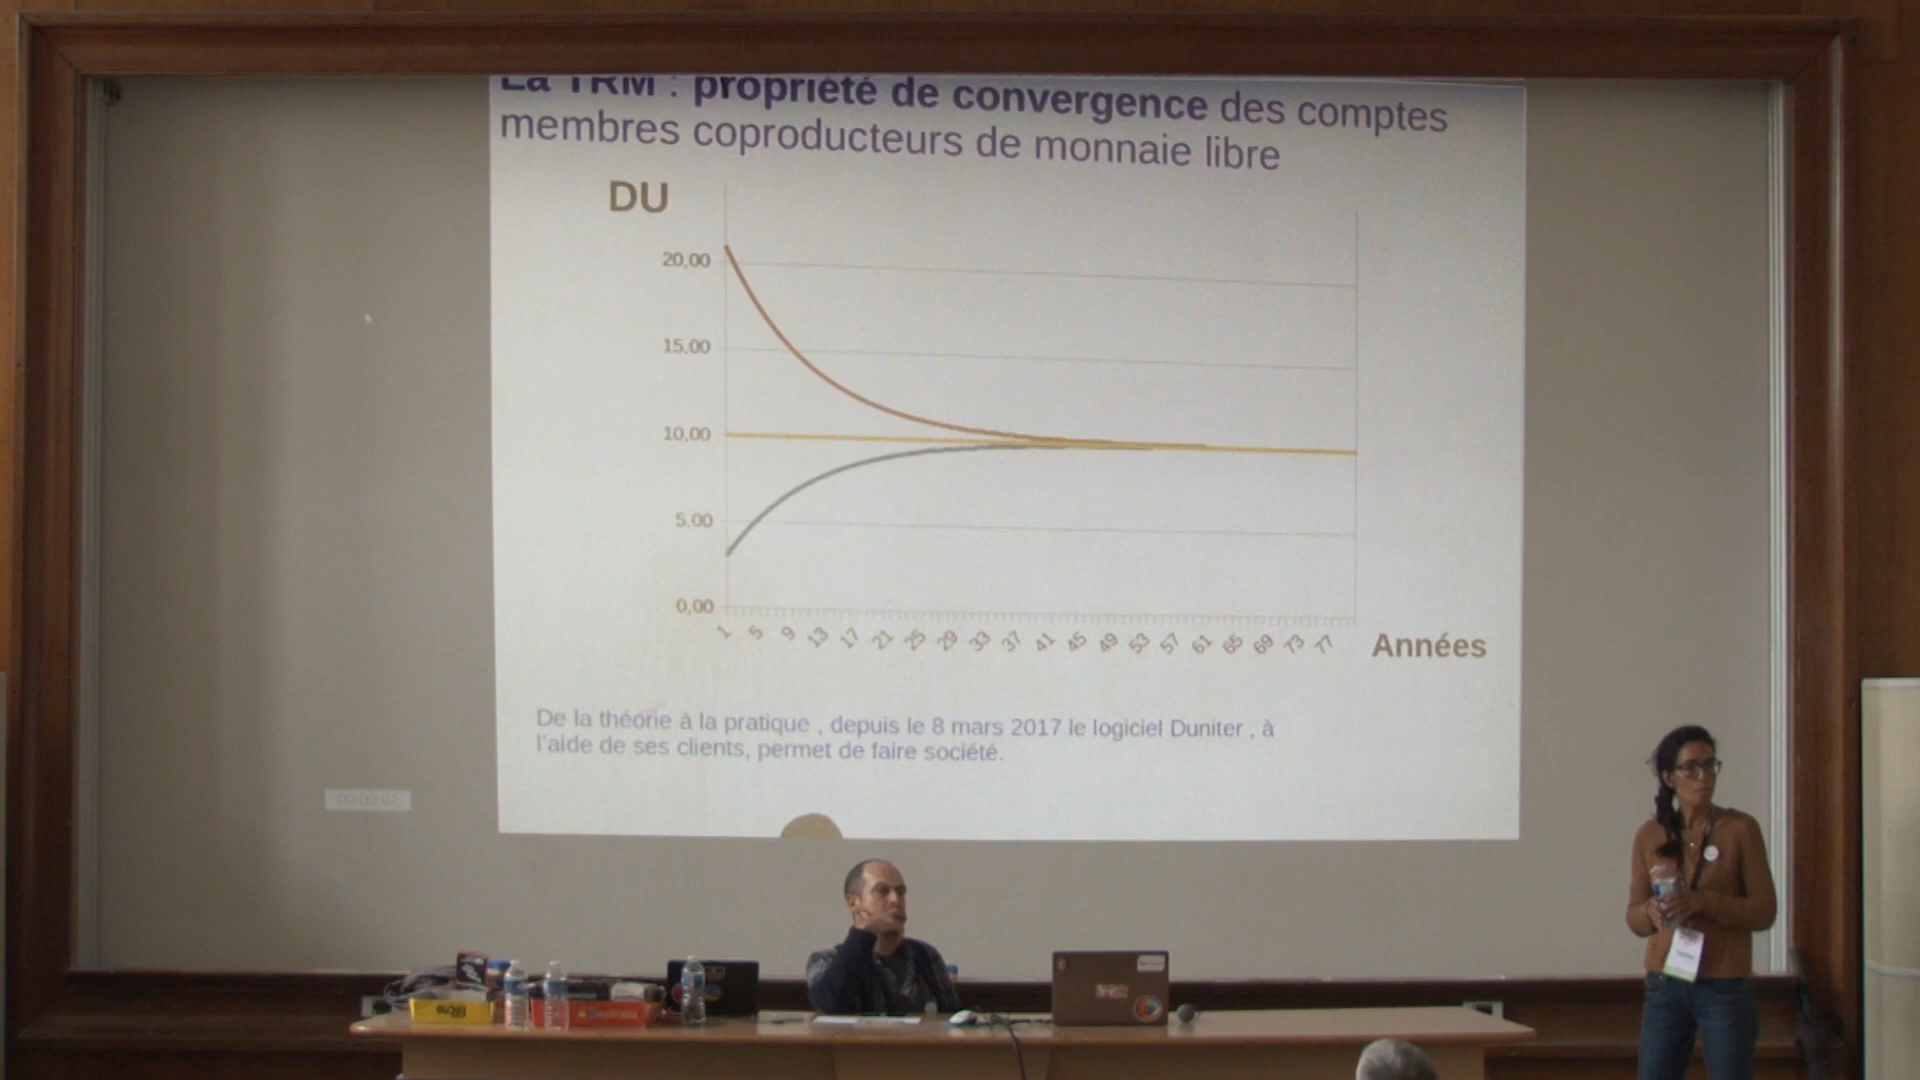 La TRM : propriété de convergence des comptes
membres coproducteurs de monnaie libre
DU
20,00
15,00
10,00
5,00
0,00
1 5 9 13 17 21 25 29 33 37 41 45 49 53 57 61 65 69 73 77
Années
De la théorie à la pratique , depuis le 8 mars 2017 le logiciel Duniter , à
l'aide de ses clients, permet de faire société.